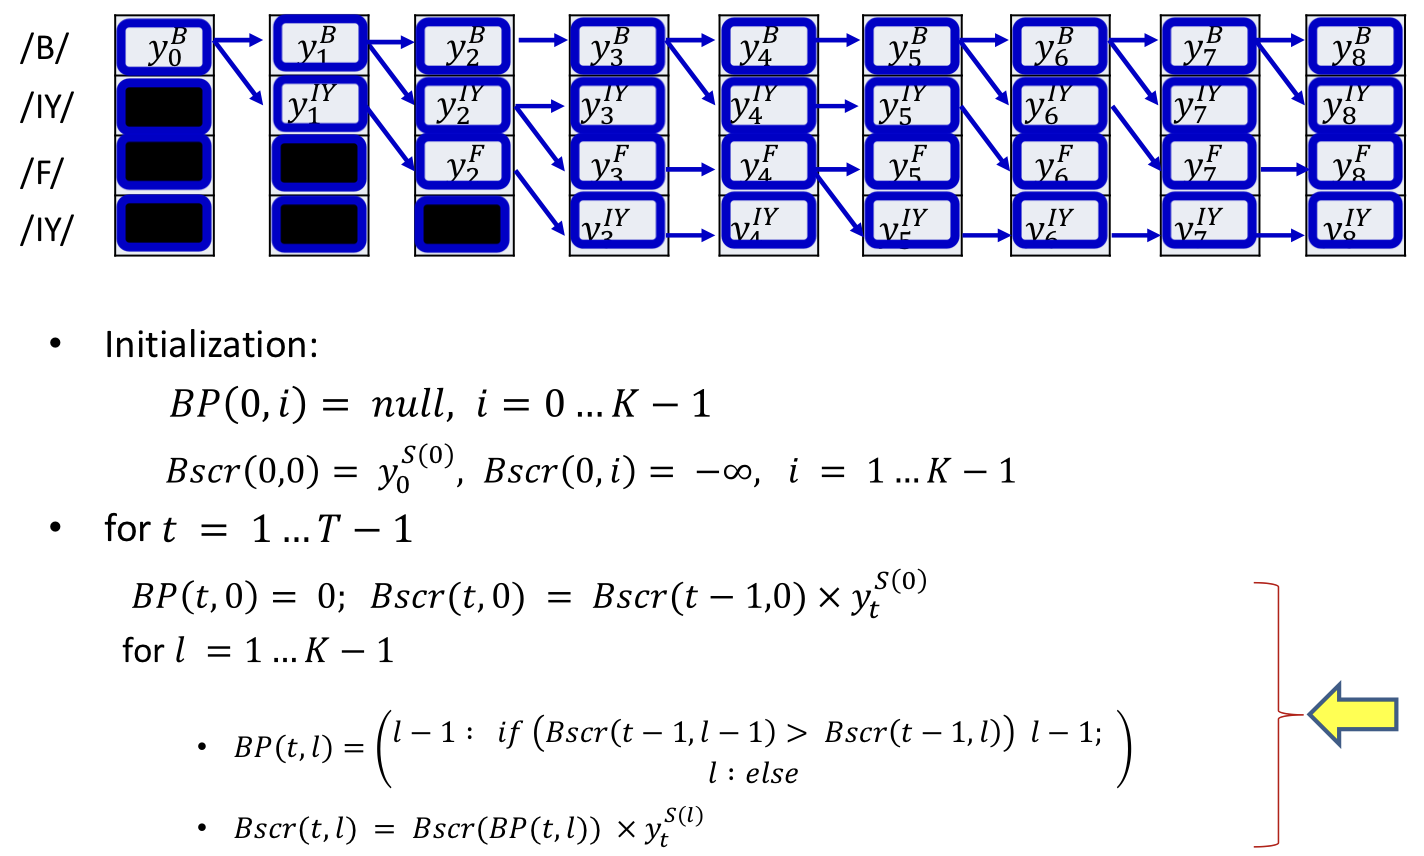 /B/ y_0^B y_1^B y_2^B y_3^B y_4^B y_5^B y_6^B y_7^B y_8^B
/IY/ y_1^{IY} y_2^{IY} y_3^{IY} y_4^{IY} y_5^{IY} y_6^{IY} y_7^{IY} y_8^{IY}
/F/ y_2^F y_3^F y_4^F y_5^F y_6^F y_7^F y_8^F
/IY/ y_3^{IY} y_4^{IY} y_5^{IY} y_6^{IY} y_7^{IY} y_8^{IY}
• Initialization:
BP(0,i) = null, i = 0 … K − 1
Bscr(0,0) = y_0^{S(0)}, Bscr(0,i) = −∞, i = 1 … K − 1
• for t = 1 … T − 1
BP(t,0) = 0; Bscr(t,0) = Bscr(t − 1,0) × y_t^{S(0)}
for l = 1 … K − 1
• BP(t,l) = (l − 1 : if (Bscr(t − 1, l − 1) > Bscr(t − 1, l)) l − 1;
l : else)
• Bscr(t,l) = Bscr(BP(t,l)) × y_t^{S(l)}